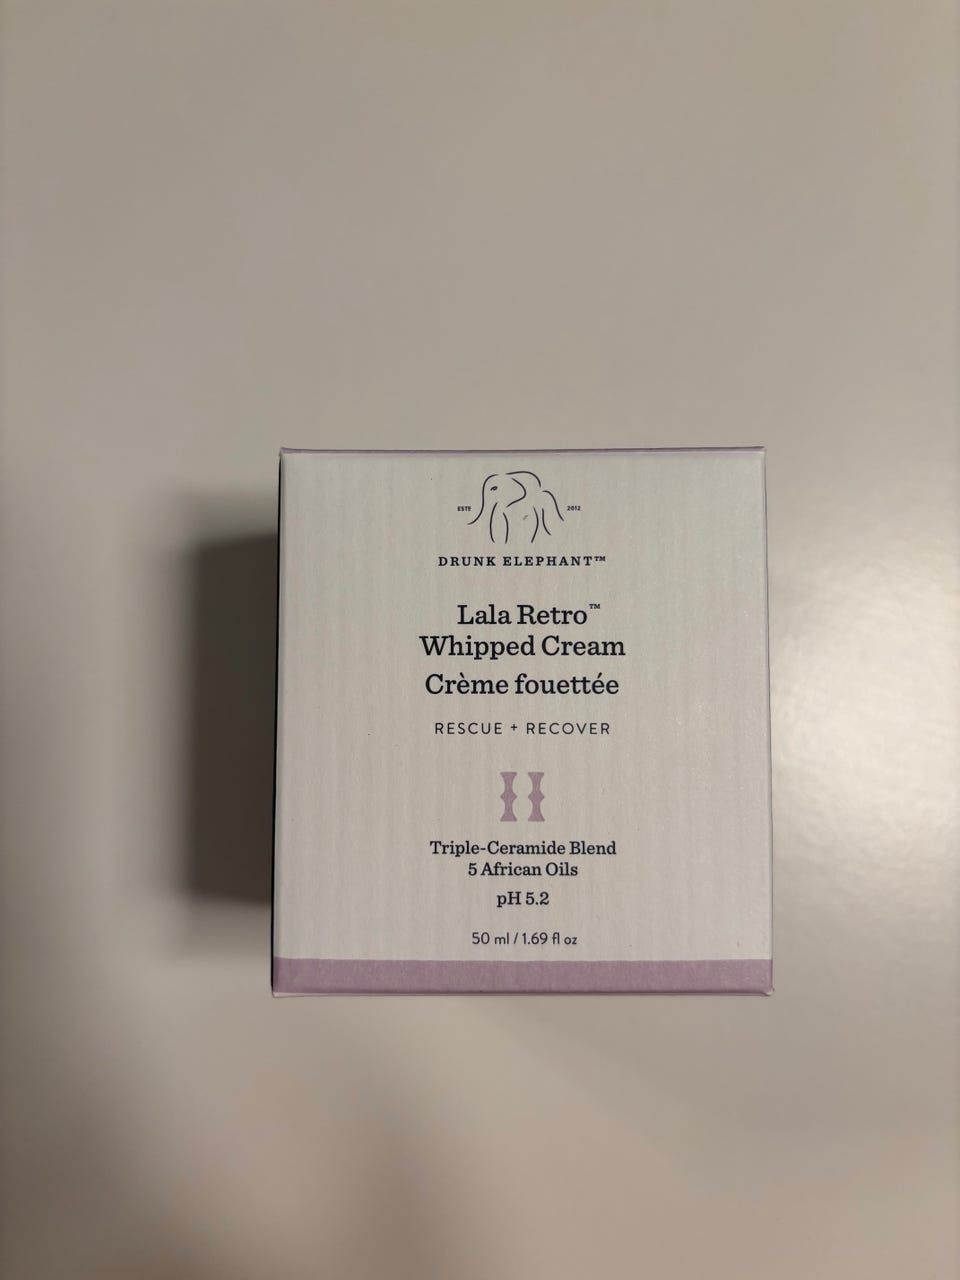 ESTD 2012
DRUNK ELEPHANT™
Lala Retro™
Whipped Cream
Crème fouettée
RESCUE + RECOVER
Triple-Ceramide Blend
5 African Oils
pH 5.2
50 ml / 1.69 fl oz